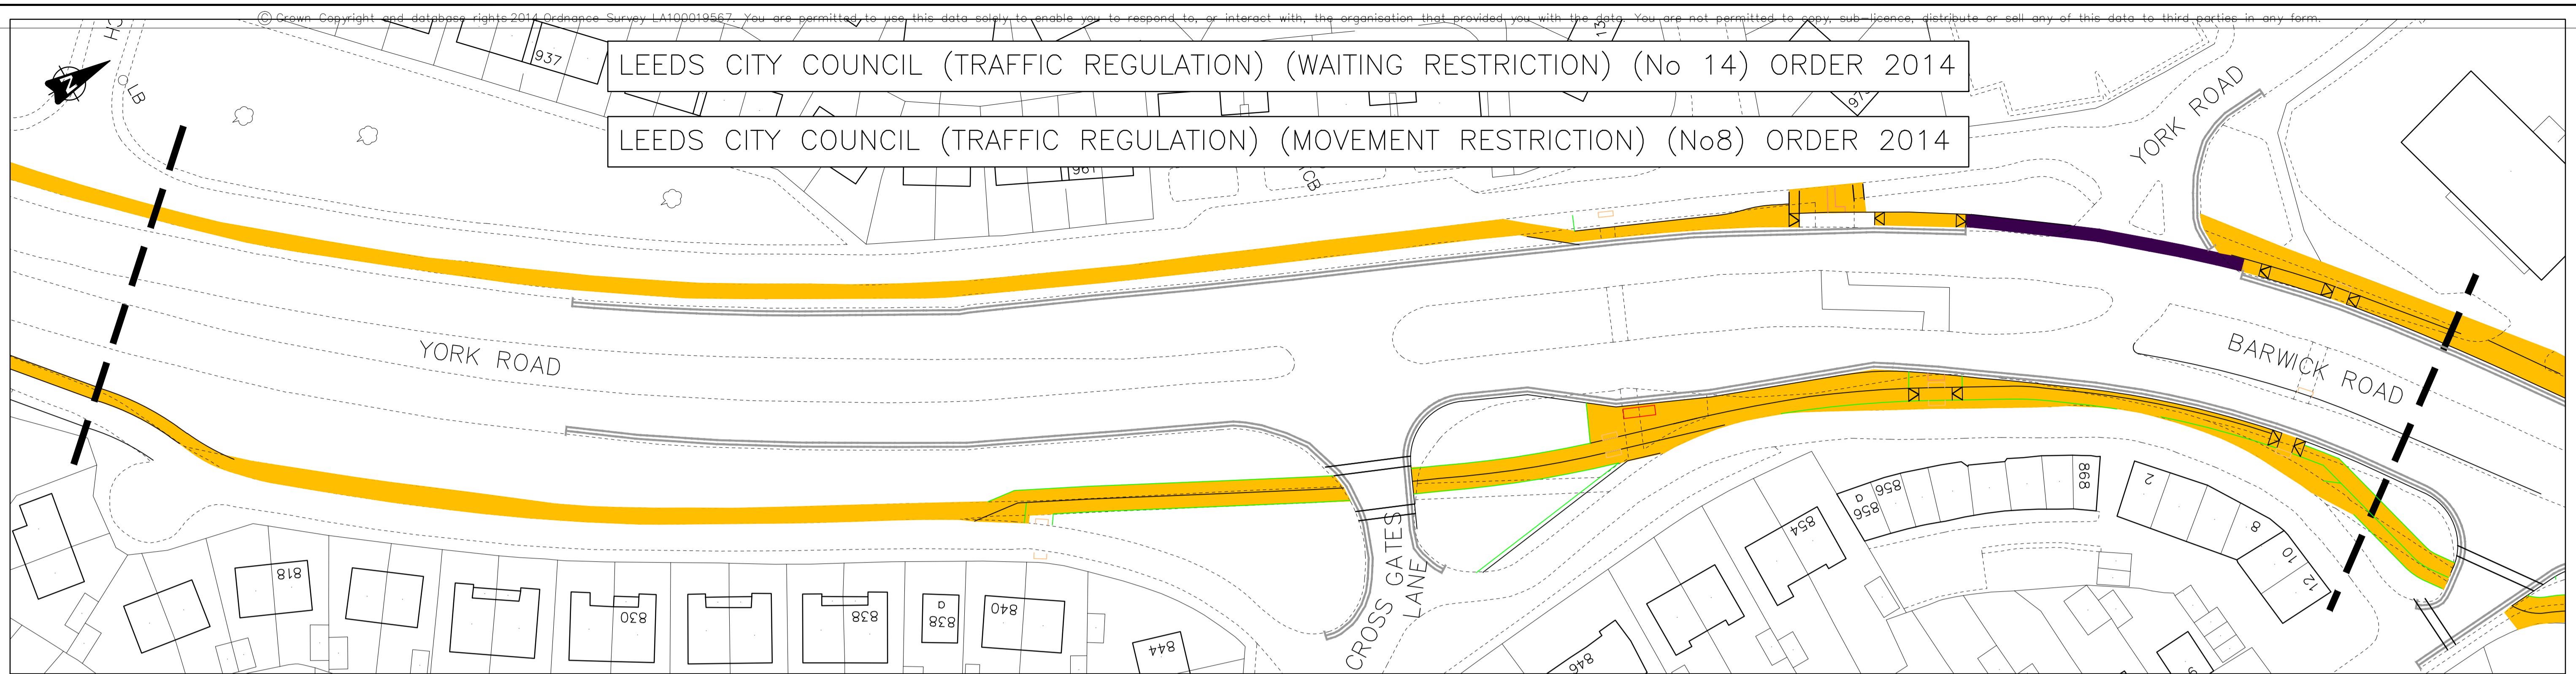 © Crown Copyright and database rights 2014 Ordnance Survey LA100019567. You are permitted to use this data solely to enable you to respond to, or interact with, the organisation that provided you with the data. You are not permitted to copy, sub-licence, distribute or sell any of this data to third parties in any form.
937
LEEDS CITY COUNCIL (TRAFFIC REGULATION) (WAITING RESTRICTION) (No 14) ORDER 2014
N
LB
LEEDS CITY COUNCIL (TRAFFIC REGULATION) (MOVEMENT RESTRICTION) (No8) ORDER 2014
YORK ROAD
961
YORK ROAD
BARWICK ROAD
818
830
838
838
a
840
844
CROSS GATES
LANE
846
854
856
a
856
868
2
8
10
12